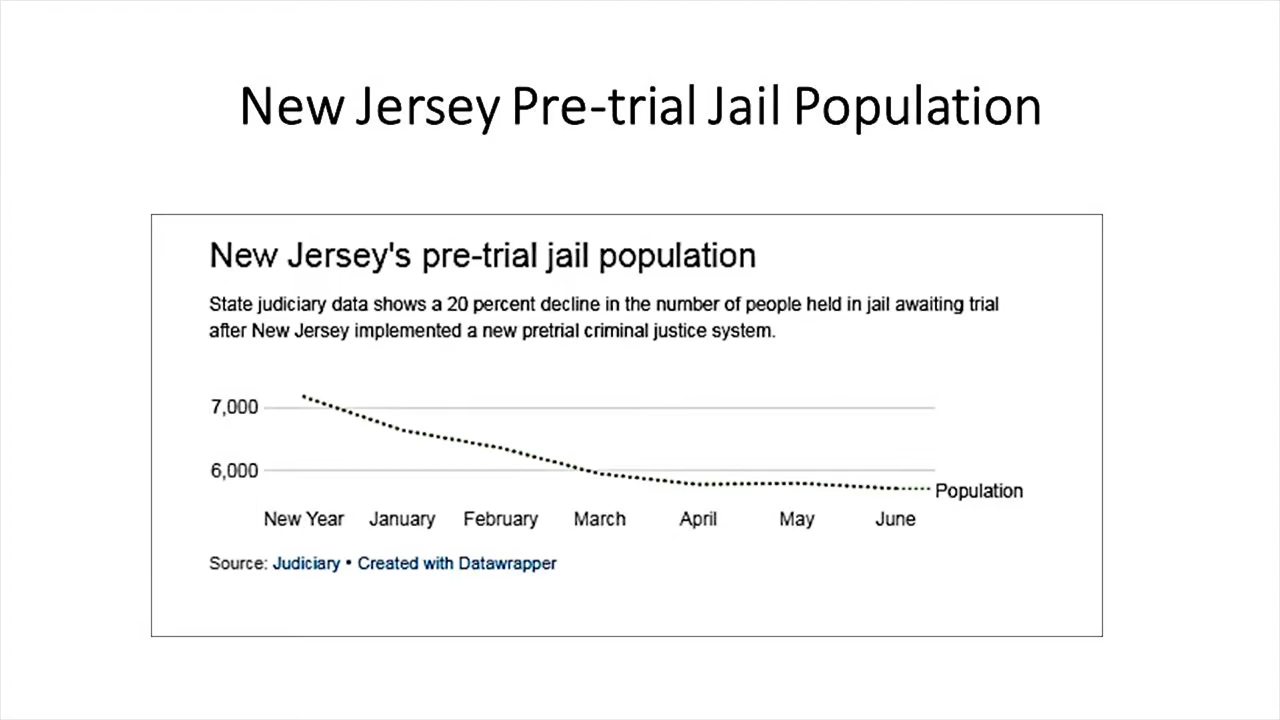 New Jersey Pre-trial Jail Population
New Jersey's pre-trial jail population
State judiciary data shows a 20 percent decline in the number of people held in jail awaiting trial
after New Jersey implemented a new pretrial criminal justice system.
7,000
6,000
Population
New Year January February March April May June
Source: Judiciary • Created with Datawrapper